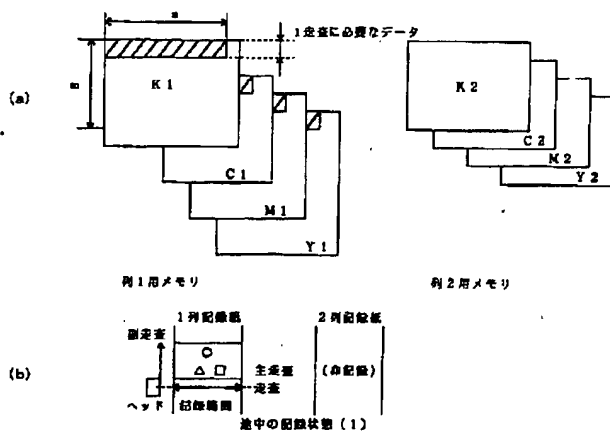 n
1走査に必要なデータ
(a)
m
K1
C1
M1
Y1
K2
C2
M2
Y2
列1用メモリ
列2用メモリ
1列記録紙
2列記録紙
副走査
(b)
主走査
走査
(非記録)
ヘッド
記録範囲
途中の記録状態(1)